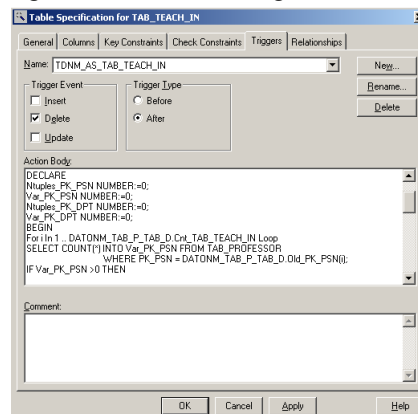 Table Specification for TAB_TEACH_IN
General Columns Key Constraints Check Constraints Triggers Relationships
Name: TDNM_AS_TAB_TEACH_IN
New...
Trigger Event Trigger Type
Rename...
Insert Before
Delete
Delete After
Update
Action Body:
DECLARE
Ntuples_PK_PSN NUMBER:=0;
Var_PK_PSN NUMBER:=0;
Ntuples_PK_DPT NUMBER:=0;
Var_PK_DPT NUMBER:=0;
BEGIN
For i In 1 .. DATONM_TAB_P_TAB_D.Cnt_TAB_TEACH_IN Loop
SELECT COUNT(*) INTO Var_PK_PSN FROM TAB_PROFESSOR
WHERE PK_PSN = DATONM_TAB_P_TAB_D.Old_PK_PSN(i);
IF Var_PK_PSN >0 THEN
Comment:
OK Cancel Apply Help